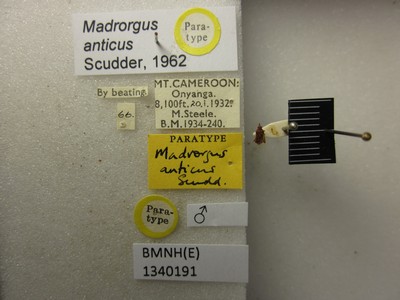 Madrorgus
anticus
Scudder, 1962
Para-
type
By beating.
66.
MT. CAMEROON:
Onyanga.
8,100ft. 20.i.1932.
M. Steele.
B.M. 1934-240.
PARATYPE
Madrorgus
anticus
Scudd.
Para-
type
♂
BMNH(E)
1340191